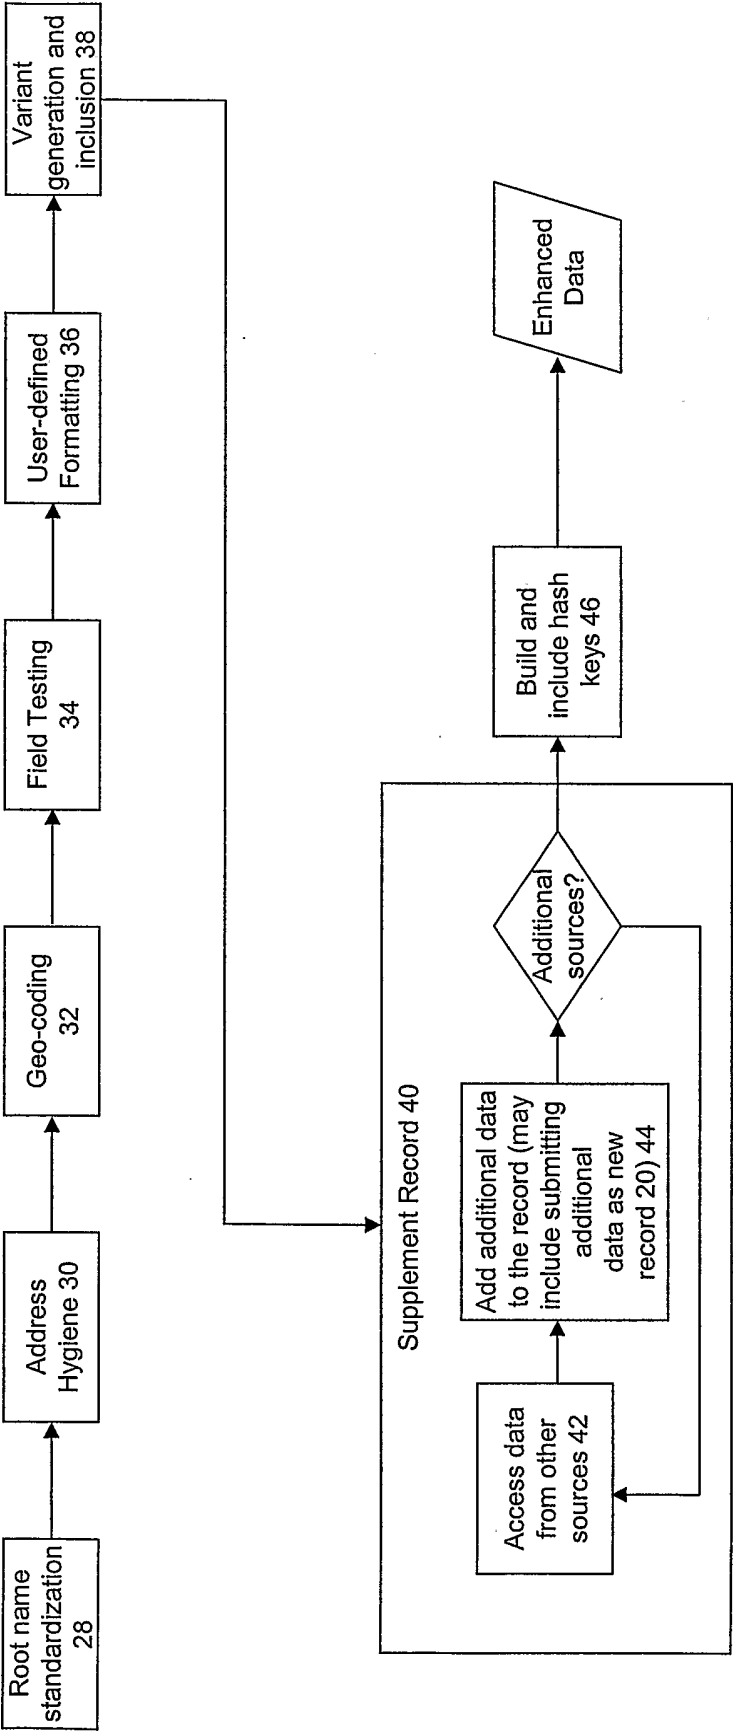 Root name
standardization
28
Address
Hygiene 30
Geo-coding
32
Field Testing
34
User-defined
Formatting 36
Variant
generation and
inclusion 38
Supplement Record 40
Access data
from other
sources 42
Add additional data
to the record (may
include submitting
additional
data as new
record 20) 44
Additional
sources?
Build and
include hash
keys 46
Enhanced
Data